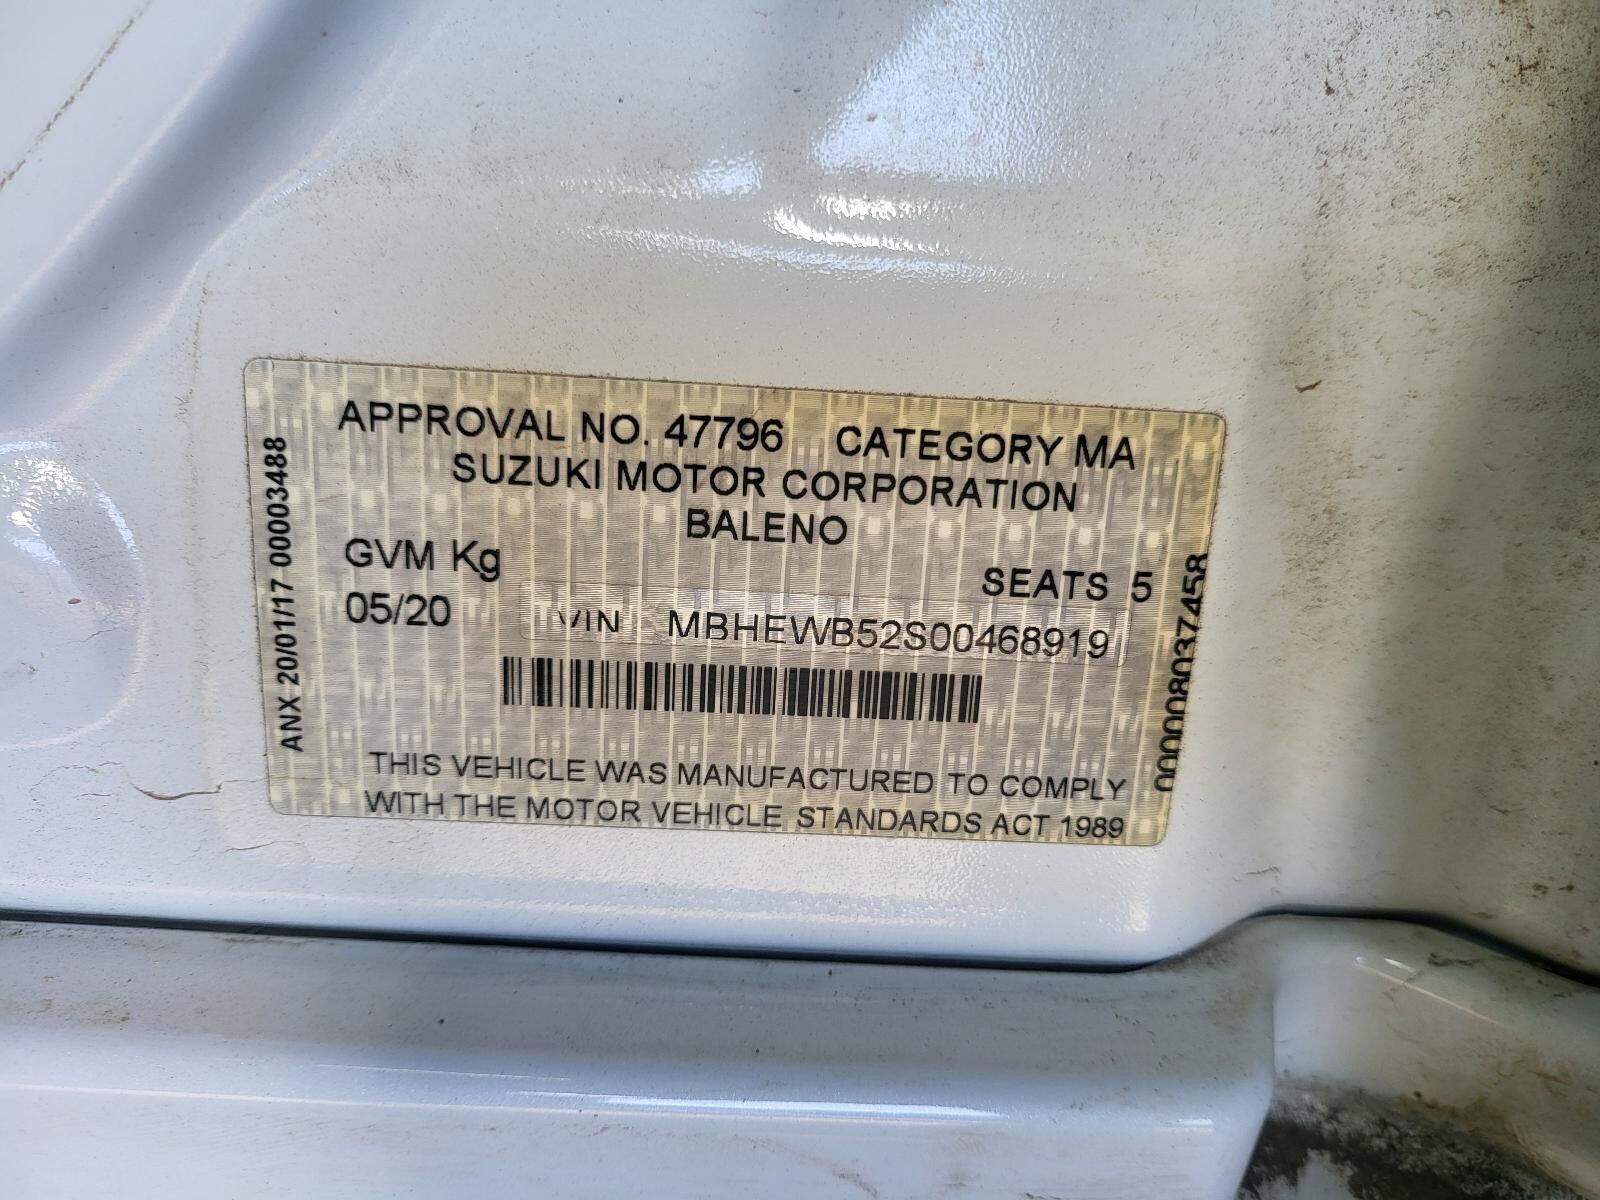 APPROVAL NO. 47796 CATEGORY MA
SUZUKI MOTOR CORPORATION
BALENO
GVM Kg
SEATS 5
05/20 VIN MBHEWB52S00468919
THIS VEHICLE WAS MANUFACTURED TO COMPLY
WITH THE MOTOR VEHICLE STANDARDS ACT 1989
ANX 20/01/17 00003488
000008037458